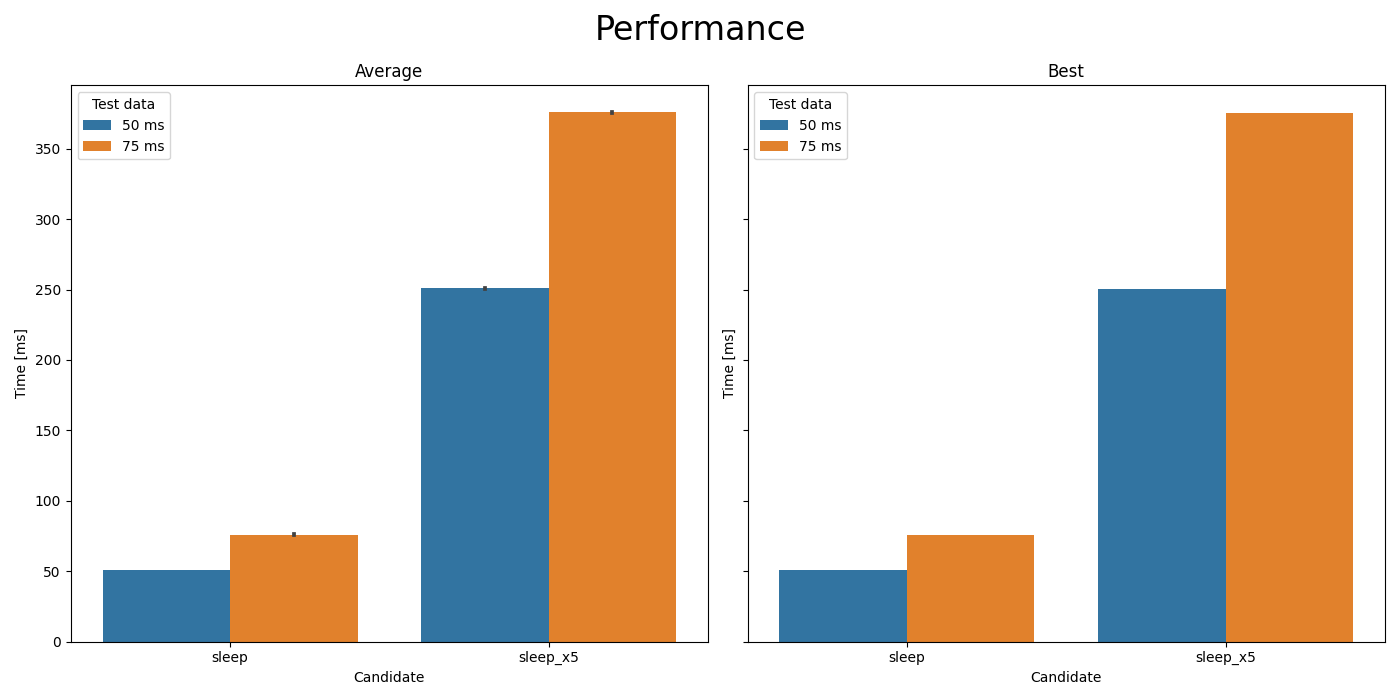 Performance
Average
Test data
50 ms
75 ms
350
300
250
200
150
100
50
0
Time [ms]
sleep
sleep_x5
Candidate
Best
Test data
50 ms
75 ms
Time [ms]
sleep
sleep_x5
Candidate